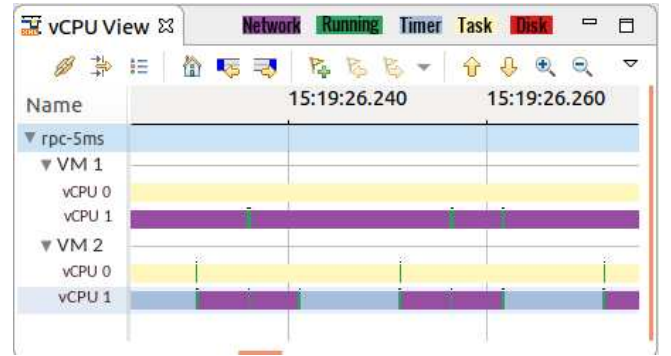 vCPU View Network Running Timer Task Disk
Name 15:19:26.240 15:19:26.260
rpc-5ms
VM 1
vCPU 0
vCPU 1
VM 2
vCPU 0
vCPU 1